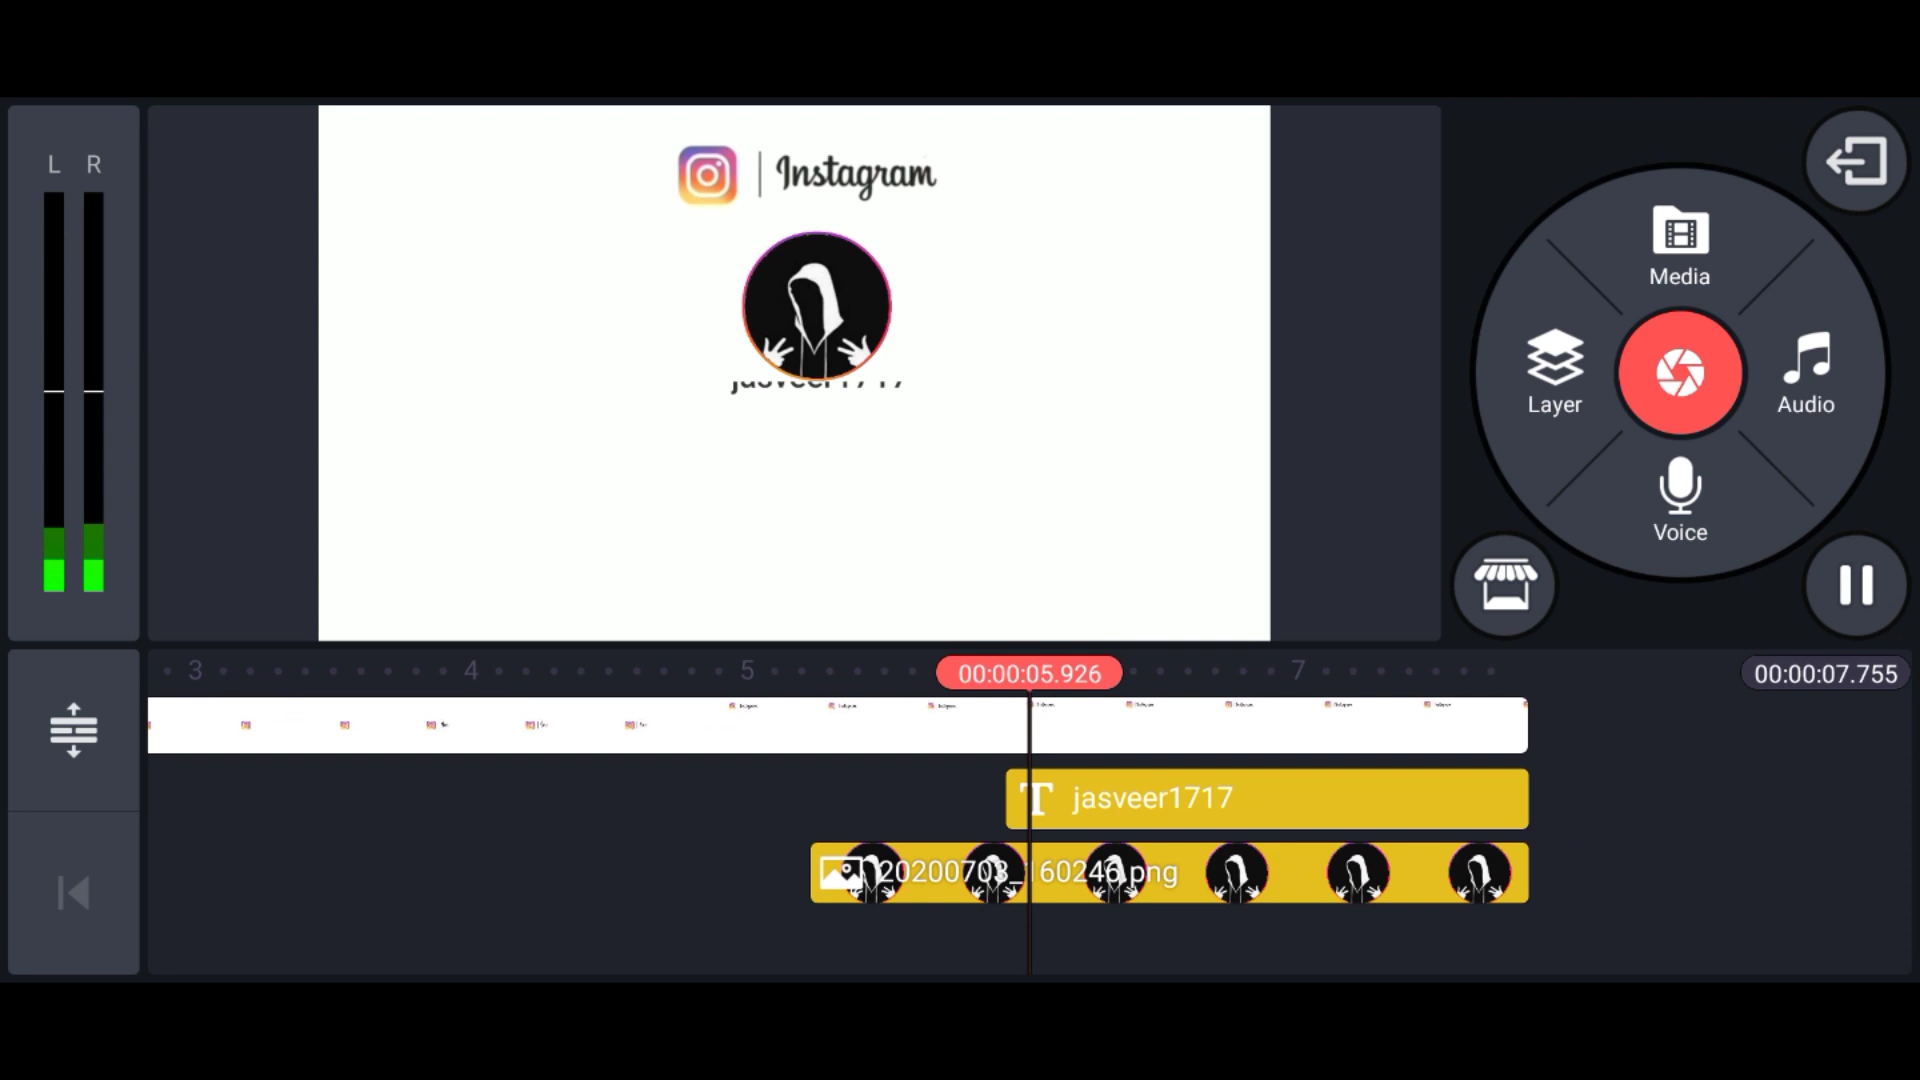 L R
Instagram
jasveer1717
Media
Layer
Audio
Voice
3 4 5 00:00:05.926 7 00:00:07.755
jasveer1717
20200703_160246.png